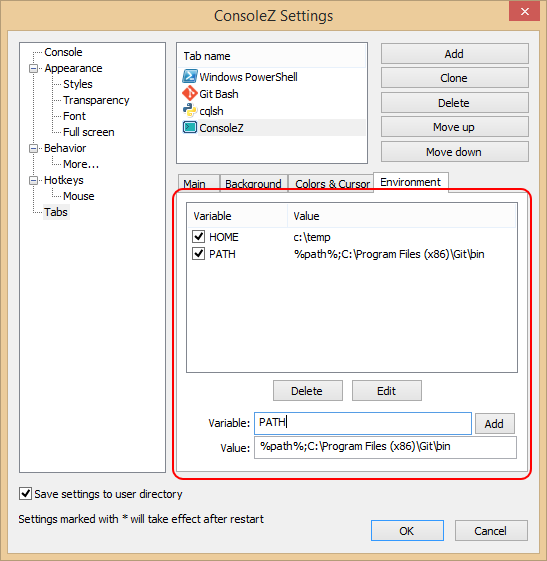 ConsoleZ Settings
Console
Appearance
Styles
Transparency
Font
Full screen
Behavior
More...
Hotkeys
Mouse
Tabs
Tab name
Windows PowerShell
Git Bash
cqlsh
ConsoleZ
Add
Clone
Delete
Move up
Move down
Main Background Colors & Cursor Environment
Variable Value
HOME c:\temp
PATH %path%;C:\Program Files (x86)\Git\bin
Delete Edit
Variable: PATH Add
Value: %path%;C:\Program Files (x86)\Git\bin
Save settings to user directory
Settings marked with * will take effect after restart
OK Cancel